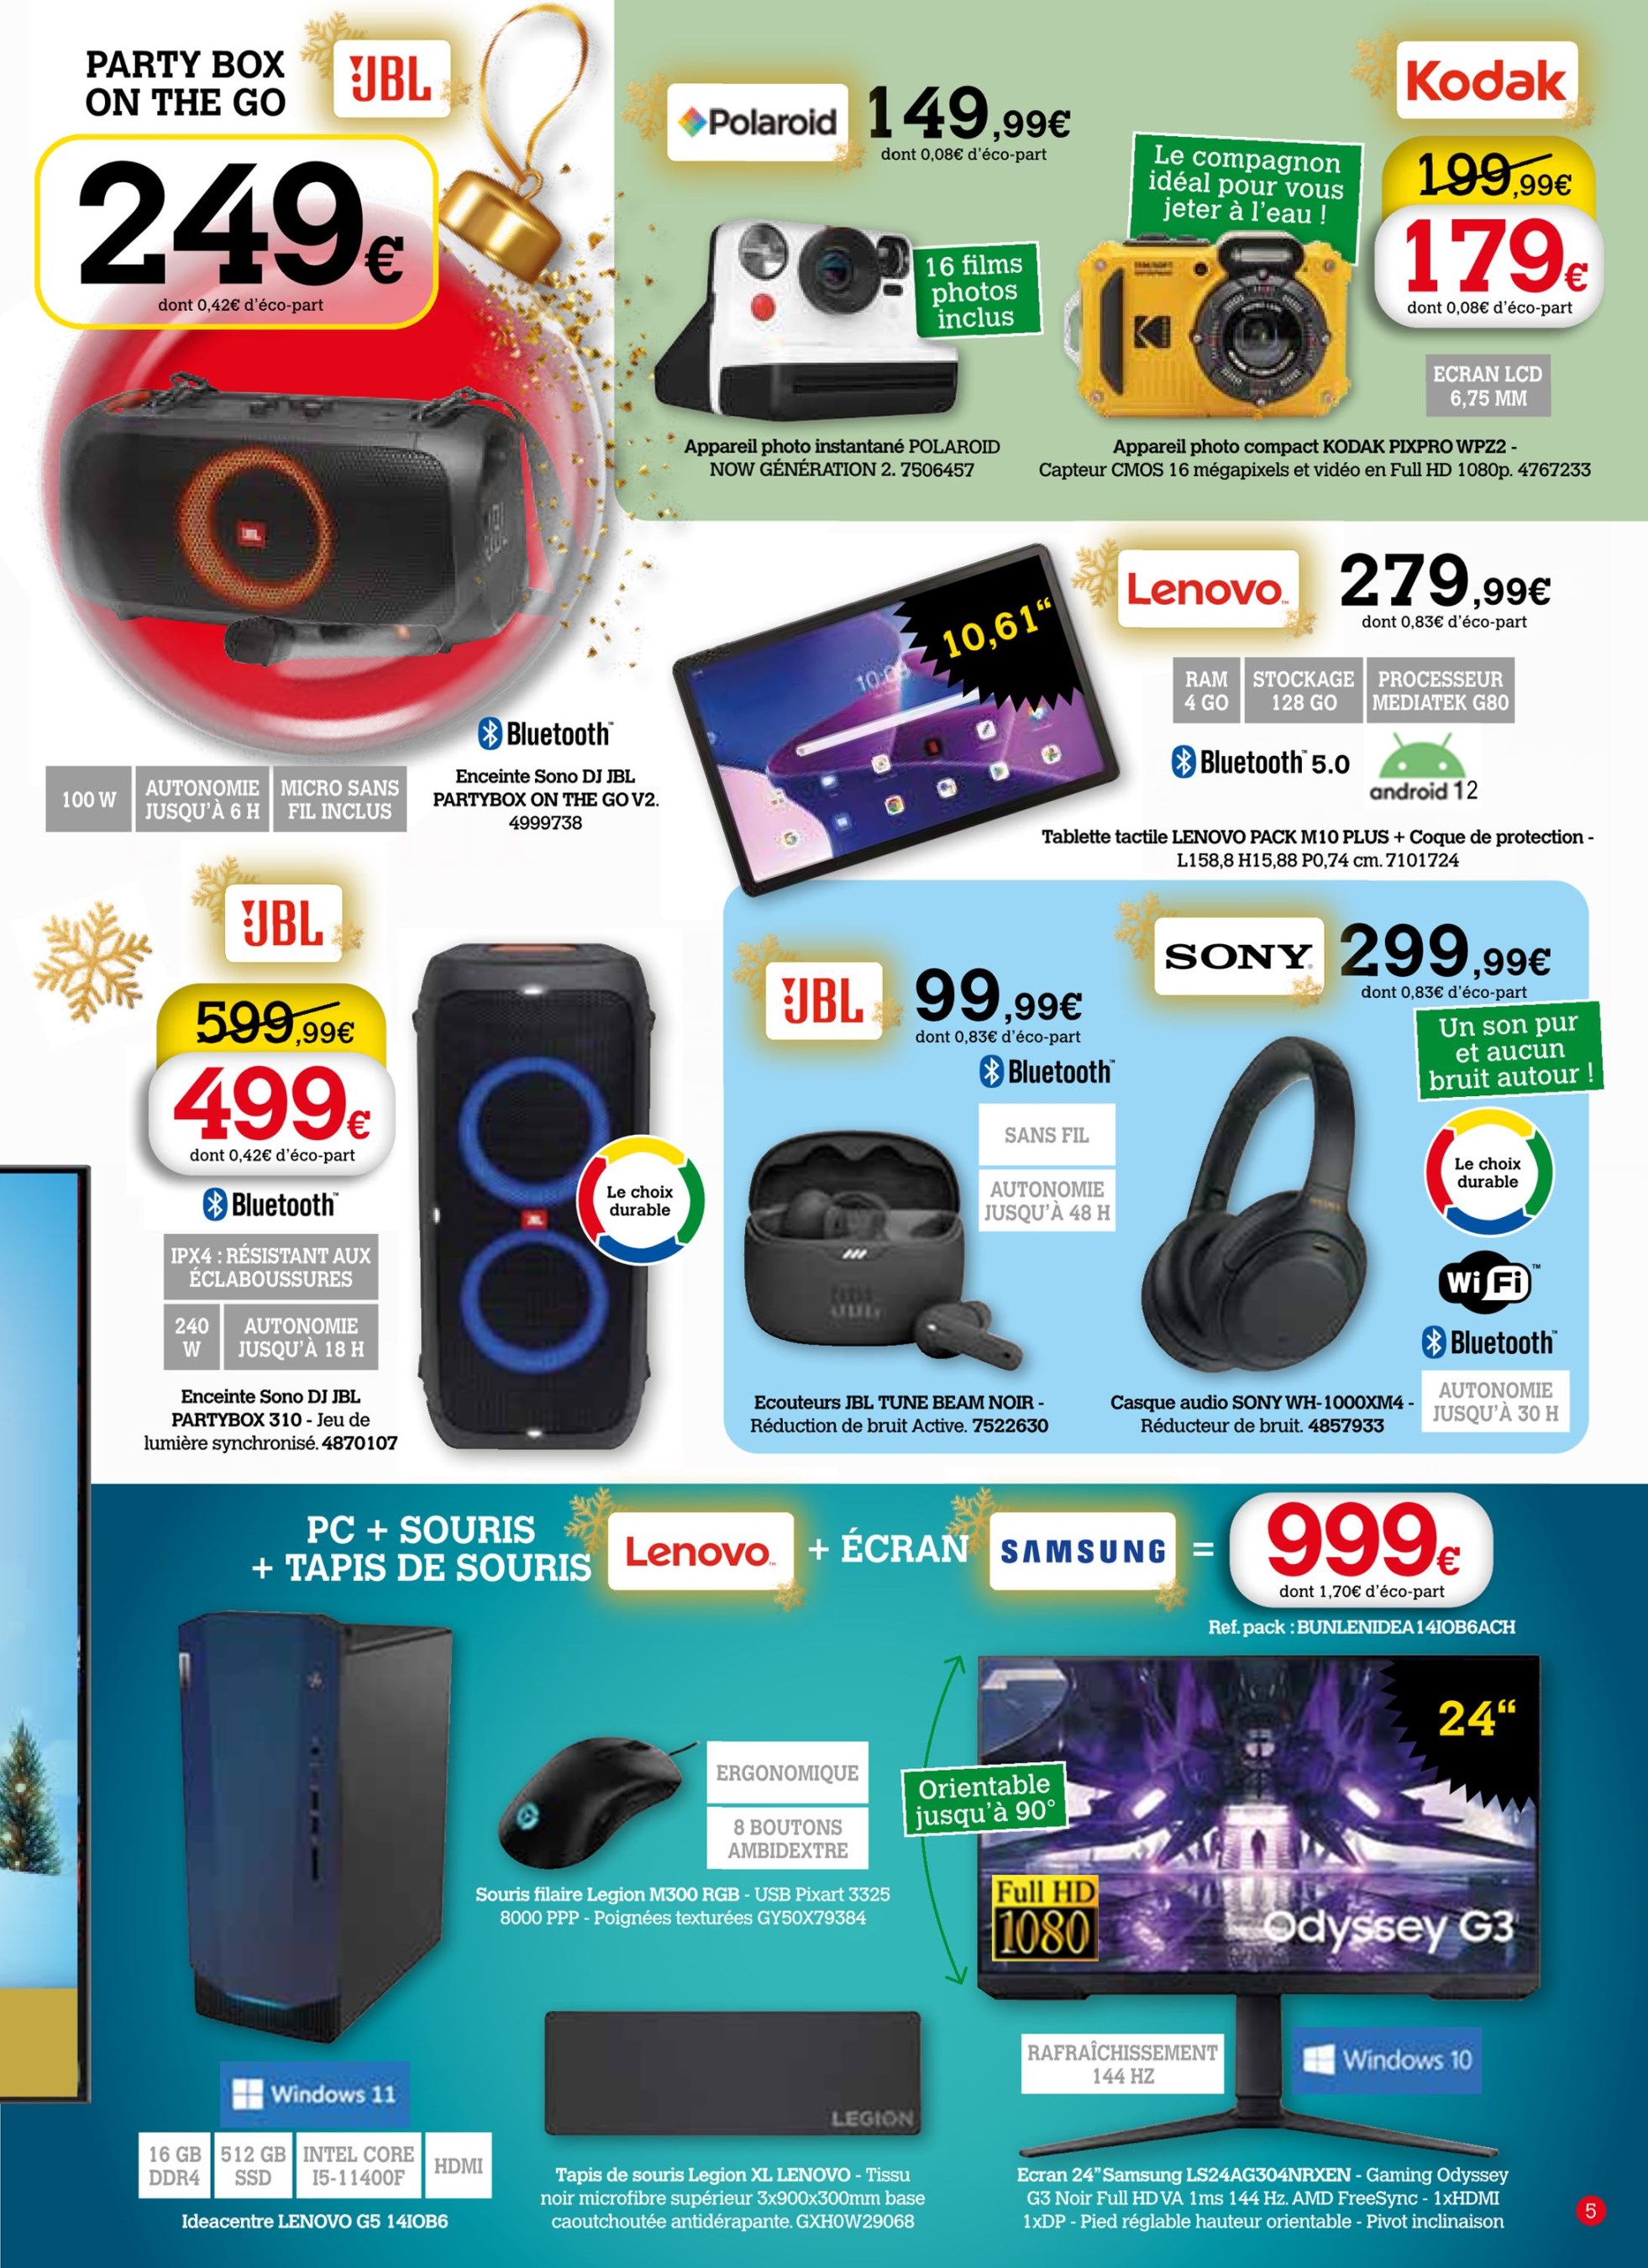 PARTY BOX
ON THE GO
JBL
249€
dont 0,42€ d'éco-part
JBL
JBL
Bluetooth™
100 W
AUTONOMIE
JUSQU'À 6 H
MICRO SANS
FIL INCLUS
Enceinte Sono DJ JBL
PARTYBOX ON THE GO V2.
4999738
Polaroid
149,99€
dont 0,08€ d'éco-part
16 films
photos
inclus
Appareil photo instantané POLAROID
NOW GÉNÉRATION 2. 7506457
Kodak
Le compagnon
idéal pour vous
jeter à l'eau !
199,99€
179€
dont 0,08€ d'éco-part
ECRAN LCD
6,75 MM
Appareil photo compact KODAK PIXPRO WPZ2 -
Capteur CMOS 16 mégapixels et vidéo en Full HD 1080p. 4767233
10,61“
Lenovo™
279,99€
dont 0,83€ d'éco-part
RAM
4 GO
STOCKAGE
128 GO
PROCESSEUR
MEDIATEK G80
Bluetooth™ 5.0
android 12
Tablette tactile LENOVO PACK M10 PLUS + Coque de protection -
L158,8 H15,88 P0,74 cm. 7101724
JBL
599,99€
499€
dont 0,42€ d'éco-part
Bluetooth™
IPX4 : RÉSISTANT AUX
ÉCLABOUSSURES
240
W
AUTONOMIE
JUSQU'À 18 H
Enceinte Sono DJ JBL
PARTYBOX 310 - Jeu de
lumière synchronisé. 4870107
JBL
Le choix
durable
JBL
99,99€
dont 0,83€ d'éco-part
Bluetooth™
SANS FIL
AUTONOMIE
JUSQU'À 48 H
Ecouteurs JBL TUNE BEAM NOIR -
Réduction de bruit Active. 7522630
SONY
299,99€
dont 0,83€ d'éco-part
Un son pur
et aucun
bruit autour !
Le choix
durable
Wi Fi™
Bluetooth™
AUTONOMIE
JUSQU'À 30 H
Casque audio SONY WH-1000XM4 -
Réducteur de bruit. 4857933
PC + SOURIS
+ TAPIS DE SOURIS
Lenovo™
+ ÉCRAN
SAMSUNG
=
999€
dont 1,70€ d'éco-part
Ref. pack : BUNLENIDEA14IOB6ACH
ERGONOMIQUE
8 BOUTONS
AMBIDEXTRE
Souris filaire Legion M300 RGB - USB Pixart 3325
8000 PPP - Poignées texturées GY50X79384
24“
Orientable
jusqu'à 90°
Full HD
1080
Odyssey G3
RAFRAÎCHISSEMENT
144 HZ
Windows 10
Windows 11
16 GB
DDR4
512 GB
SSD
INTEL CORE
I5-11400F
HDMI
Ideacentre LENOVO G5 14IOB6
LEGION
Tapis de souris Legion XL LENOVO - Tissu
noir microfibre supérieur 3x900x300mm base
caoutchoutée antidérapante. GXH0W29068
Ecran 24” Samsung LS24AG304NRXEN - Gaming Odyssey
G3 Noir Full HD VA 1ms 144 Hz. AMD FreeSync - 1xHDMI
1xDP - Pied réglable hauteur orientable - Pivot inclinaison
5